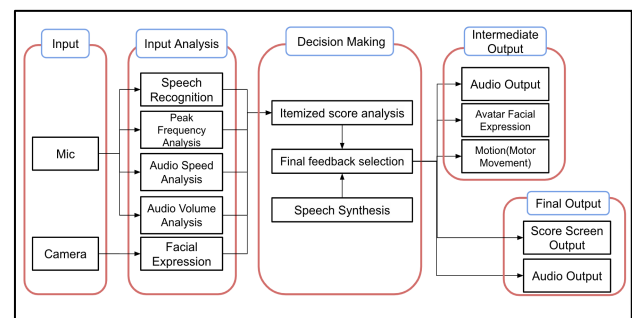 Input
Mic
Camera
Input Analysis
Speech
Recognition
Peak
Frequency
Analysis
Audio Speed
Analysis
Audio Volume
Analysis
Facial
Expression
Decision Making
Itemized score analysis
Final feedback selection
Speech Synthesis
Intermediate
Output
Audio Output
Avatar Facial
Expression
Motion(Motor
Movement)
Final Output
Score Screen
Output
Audio Output